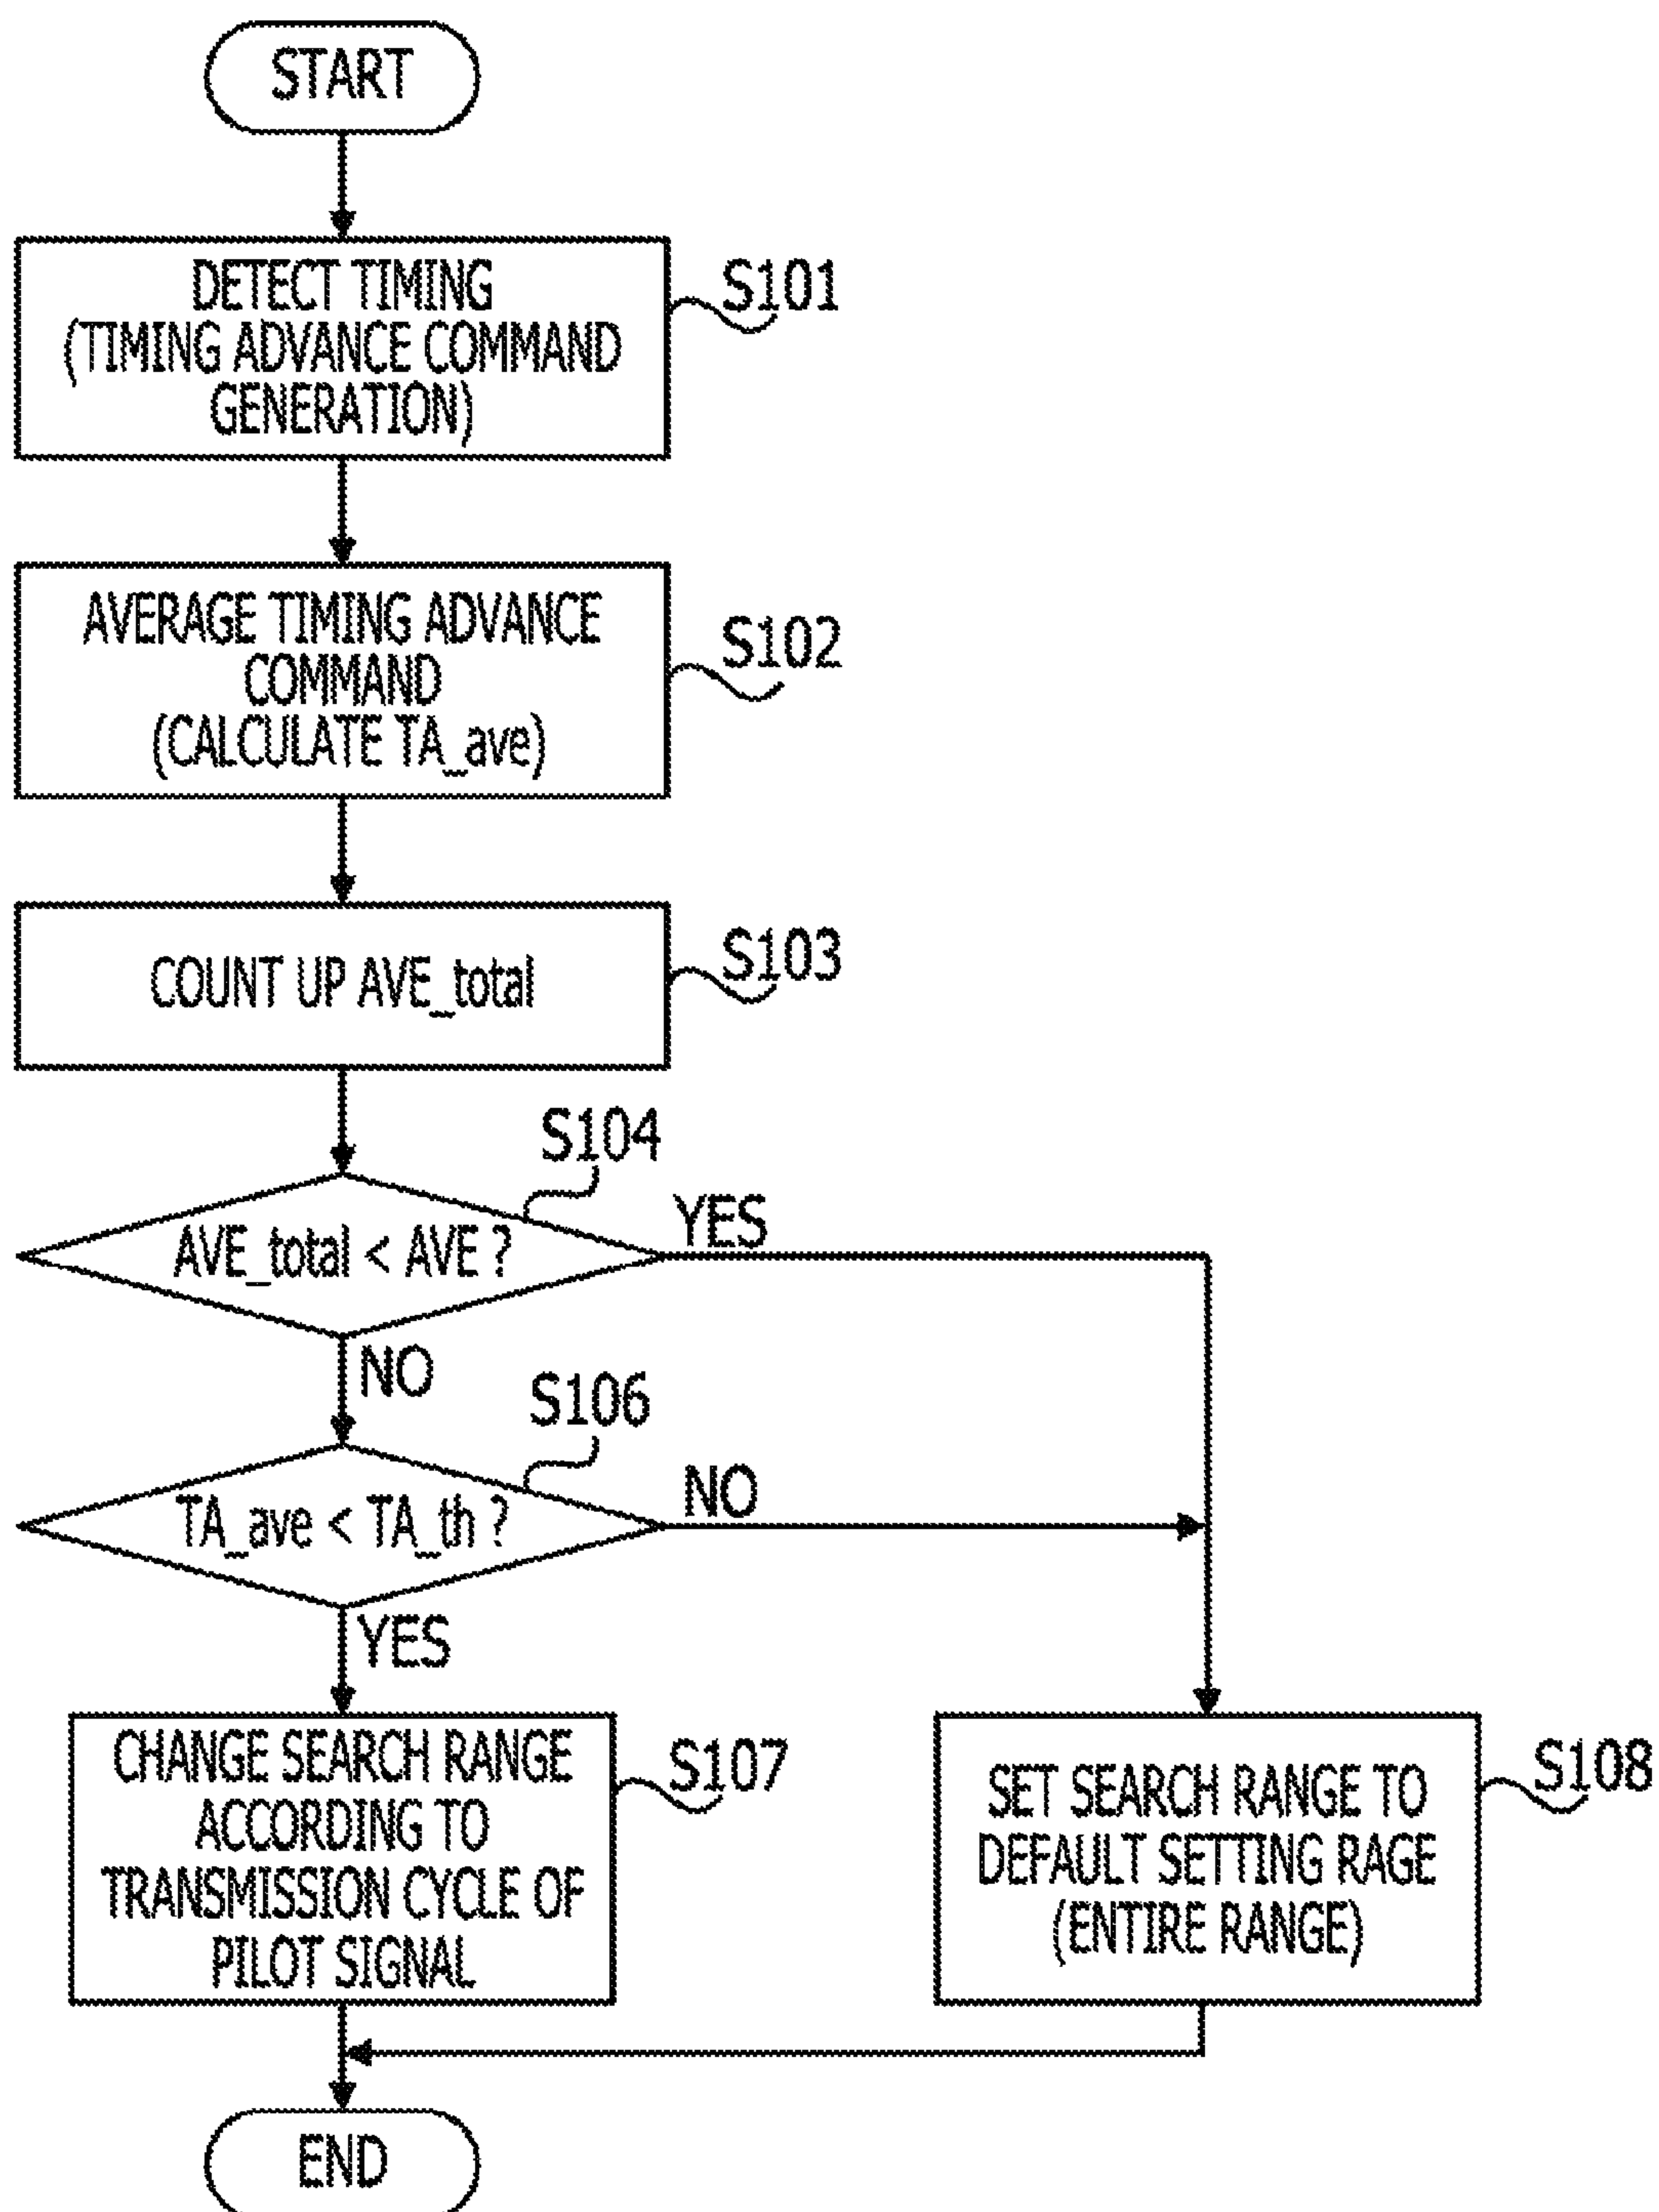 START
DETECT TIMING
(TIMING ADVANCE COMMAND
GENERATION)
S101
AVERAGE TIMING ADVANCE
COMMAND
(CALCULATE TA_ave)
S102
COUNT UP AVE_total
S103
S104
AVE_total < AVE ?
YES
NO
S106
TA_ave < TA_th ?
NO
YES
CHANGE SEARCH RANGE
ACCORDING TO
TRANSMISSION CYCLE OF
PILOT SIGNAL
S107
SET SEARCH RANGE TO
DEFAULT SETTING RAGE
(ENTIRE RANGE)
S108
END